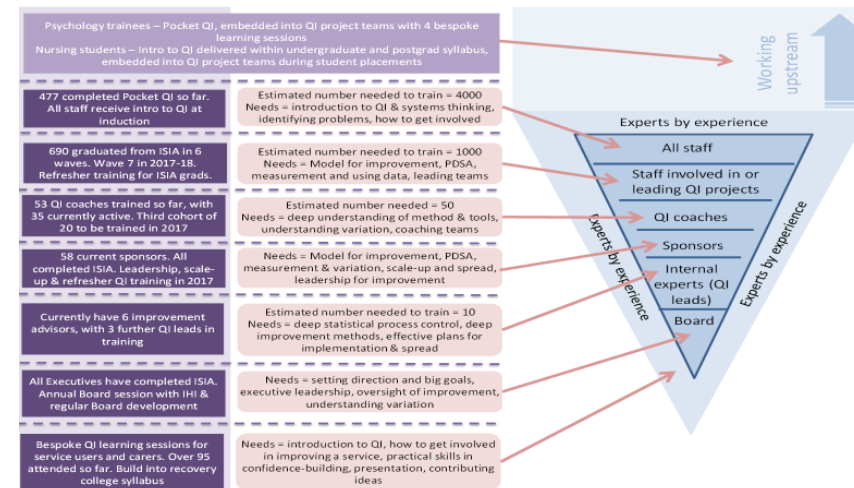 Psychology trainees – Pocket QI, embedded into QI project teams with 4 bespoke
learning sessions
Nursing students – Intro to QI delivered within undergraduate and postgrad syllabus,
embedded into QI project teams during student placements
477 completed Pocket QI so far.
All staff receive intro to QI at
induction
Estimated number needed to train = 4000
Needs = introduction to QI & systems thinking,
identifying problems, how to get involved
690 graduated from ISIA in 6
waves. Wave 7 in 2017-18.
Refresher training for ISIA grads.
Estimated number needed to train = 1000
Needs = Model for improvement, PDSA,
measurement and using data, leading teams
53 QI coaches trained so far, with
35 currently active. Third cohort of
20 to be trained in 2017
Estimated number needed = 50
Needs = deep understanding of method & tools,
understanding variation, coaching teams
58 current sponsors. All
completed ISIA. Leadership, scale-
up & refresher QI training in 2017
Needs = Model for improvement, PDSA,
measurement & variation, scale-up and spread,
leadership for improvement
Currently have 6 improvement
advisors, with 3 further QI leads in
training
Estimated number needed to train = 10
Needs = deep statistical process control, deep
improvement methods, effective plans for
implementation & spread
All Executives have completed ISIA.
Annual Board session with IHI &
regular Board development
Needs = setting direction and big goals,
executive leadership, oversight of improvement,
understanding variation
Bespoke QI learning sessions for
service users and carers. Over 95
attended so far. Build into recovery
college syllabus
Needs = introduction to QI, how to get involved
in improving a service, practical skills in
confidence-building, presentation, contributing
ideas
Working
upstream
Experts by experience
All staff
Staff involved in or
leading QI projects
QI coaches
Sponsors
Internal
experts (QI
leads)
Board
Experts by experience
Experts by experience